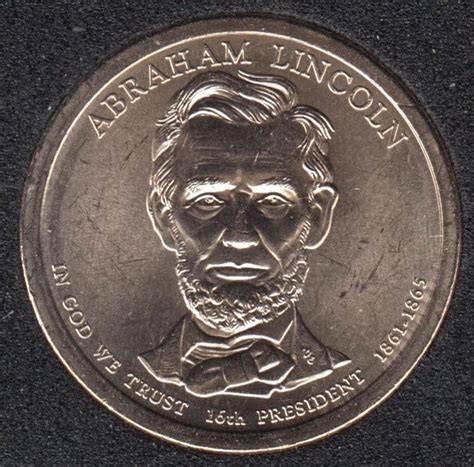 ABRAHAM LINCOLN
IN GOD WE TRUST 16th PRESIDENT 1861-1865